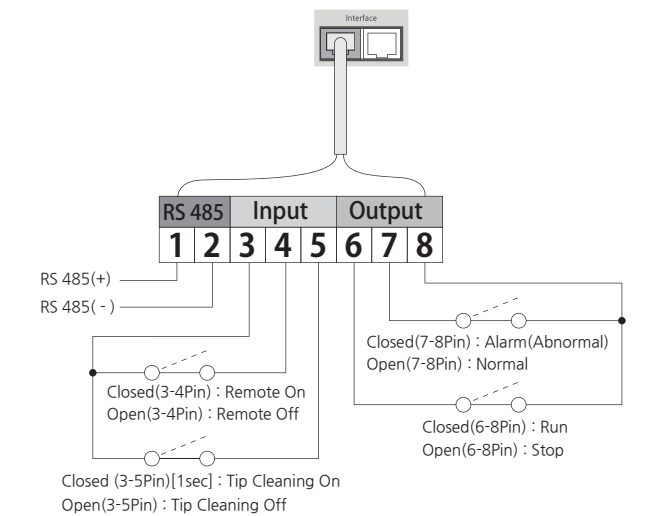 Interface
RS 485 Input Output
1 2 3 4 5 6 7 8
RS 485(+)
RS 485( - )
Closed(7-8Pin) : Alarm(Abnormal)
Open(7-8Pin) : Normal
Closed(3-4Pin) : Remote On
Open(3-4Pin) : Remote Off
Closed(6-8Pin) : Run
Open(6-8Pin) : Stop
Closed (3-5Pin)[1sec] : Tip Cleaning On
Open(3-5Pin) : Tip Cleaning Off